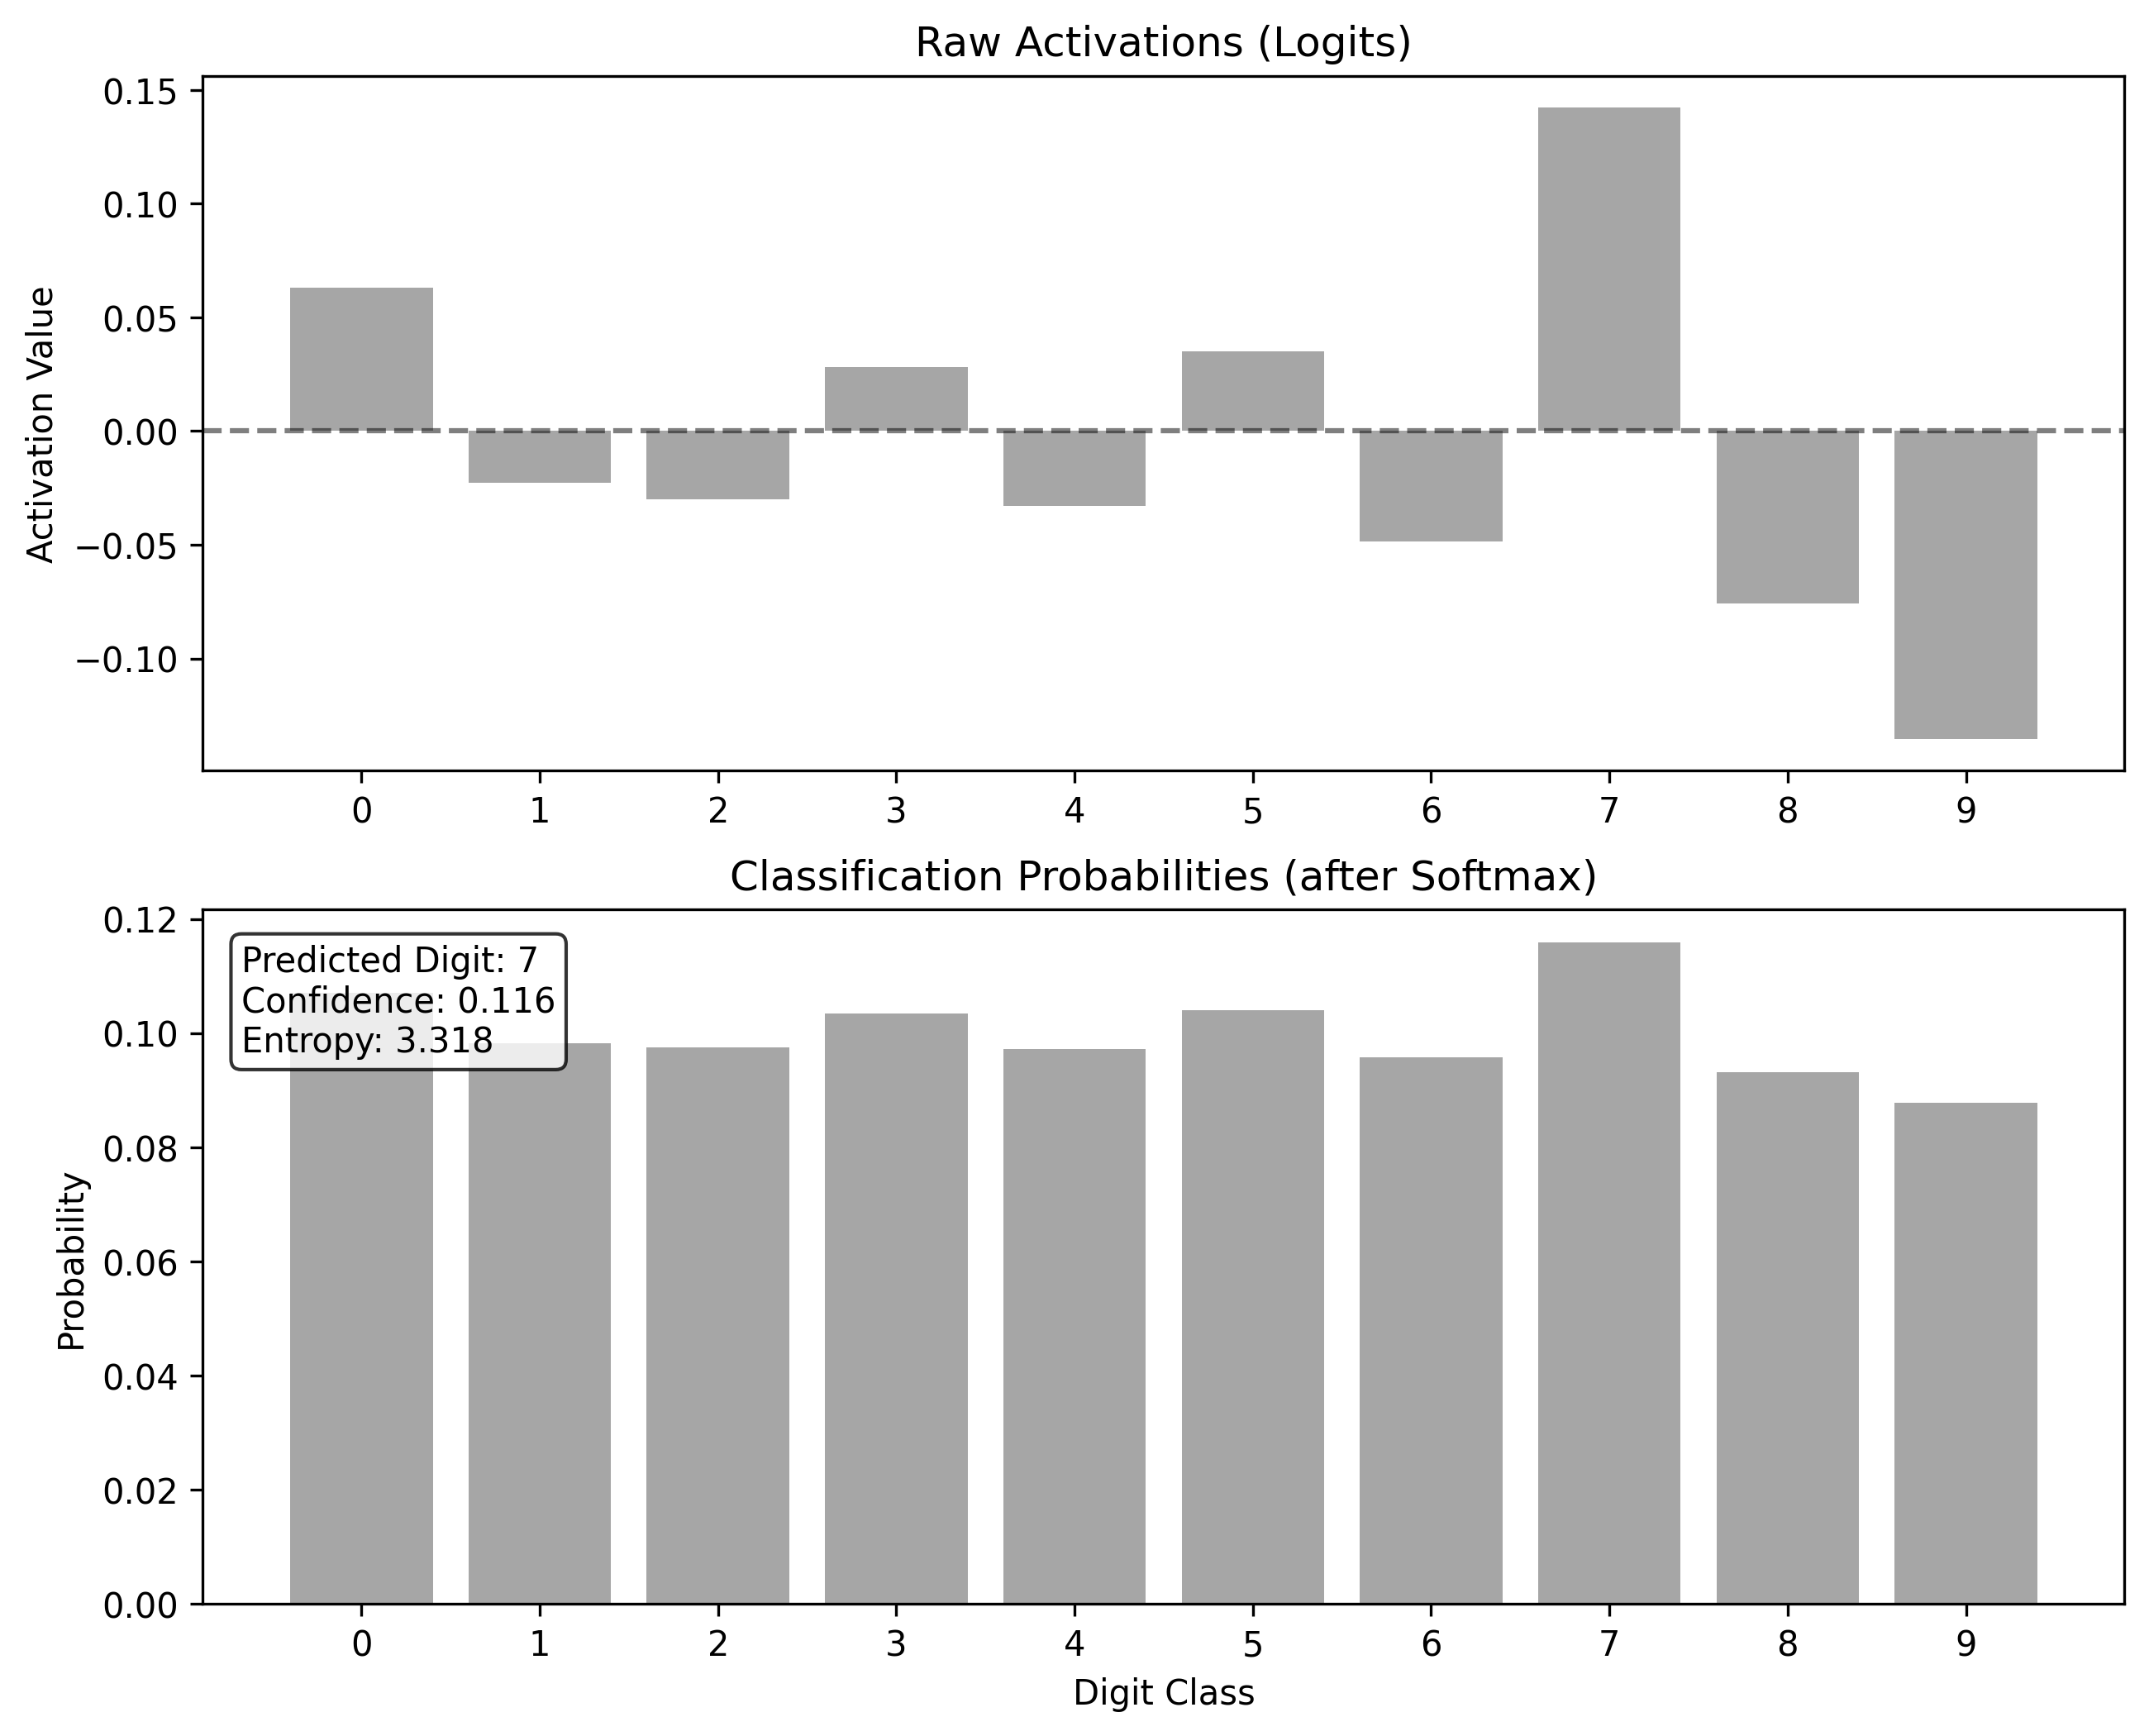 Raw Activations (Logits)
Activation Value
0.15
0.10
0.05
0.00
−0.05
−0.10
0 1 2 3 4 5 6 7 8 9
Classification Probabilities (after Softmax)
Probability
0.12
0.10
0.08
0.06
0.04
0.02
0.00
Predicted Digit: 7
Confidence: 0.116
Entropy: 3.318
0 1 2 3 4 5 6 7 8 9
Digit Class